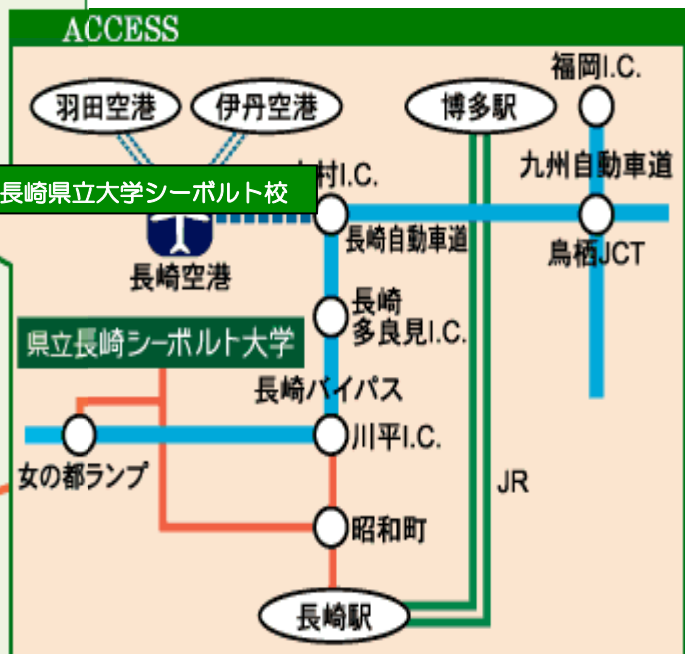 ACCESS
福岡I.C.
羽田空港
伊丹空港
博多駅
九州自動車道
村I.C.
長崎県立大学シーボルト校
長崎自動車道
鳥栖JCT
長崎空港
長崎
多良見I.C.
県立長崎シーボルト大学
長崎バイパス
川平I.C.
女の都ランプ
JR
昭和町
長崎駅